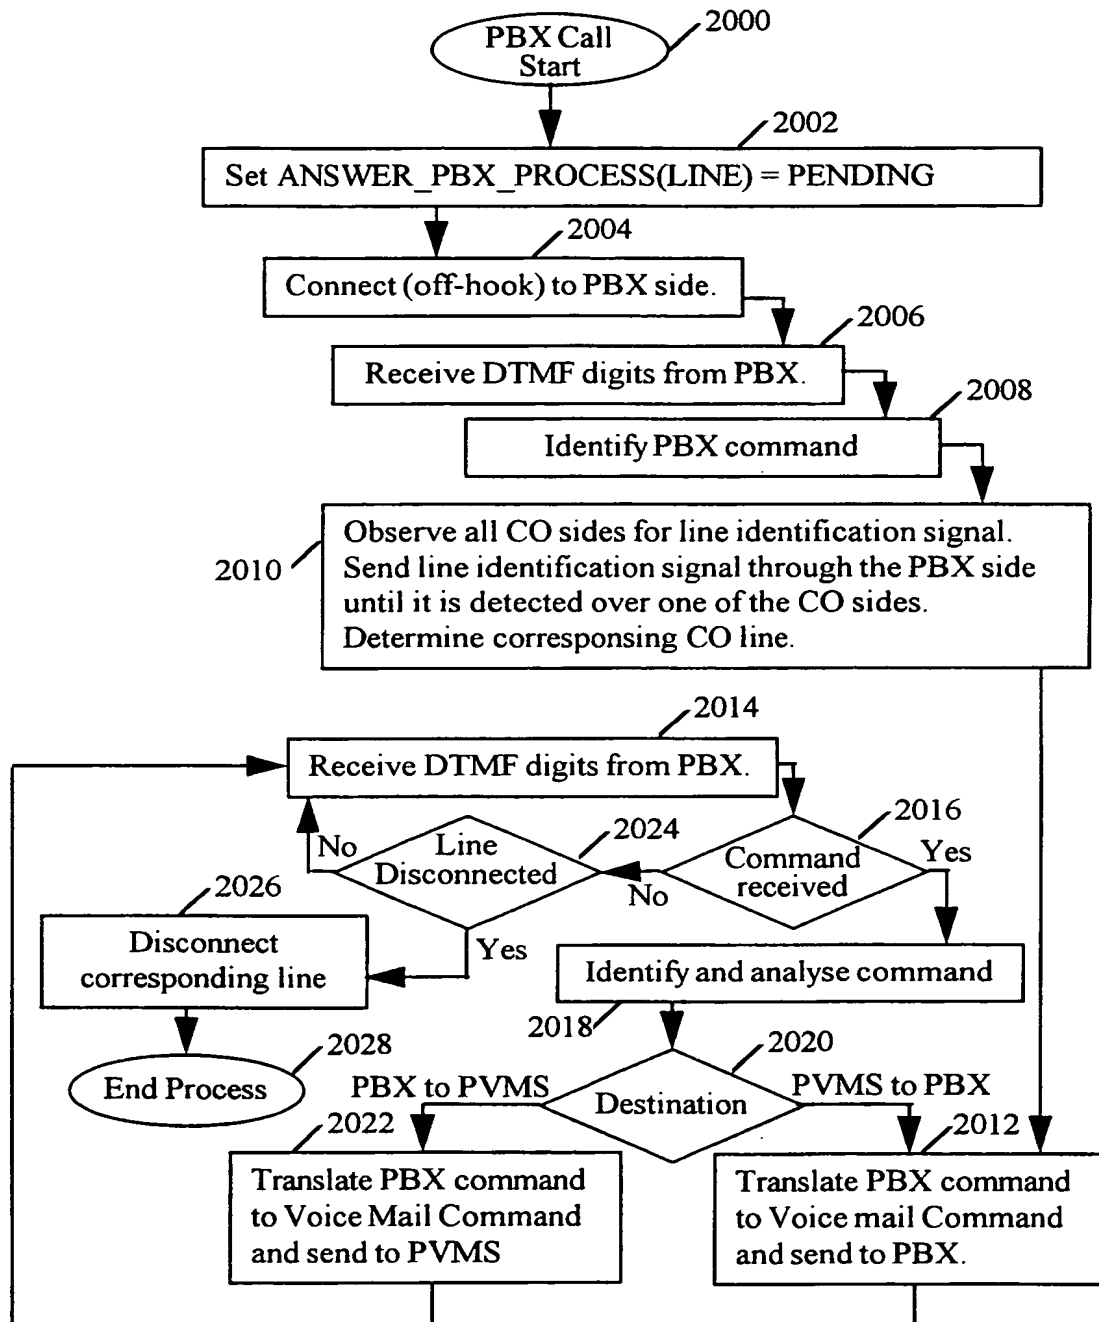 PBX Call
Start
2000
2002
Set ANSWER_PBX_PROCESS(LINE) = PENDING
2004
Connect (off-hook) to PBX side.
2006
Receive DTMF digits from PBX.
2008
Identify PBX command
2010
Observe all CO sides for line identification signal.
Send line identification signal through the PBX side
until it is detected over one of the CO sides.
Determine corresponsing CO line.
2014
Receive DTMF digits from PBX.
2016
Command
received
Yes
No
2024
Line
Disconnected
No
Yes
2026
Disconnect
corresponding line
2028
End Process
Identify and analyse command
2018
2020
Destination
PBX to PVMS
PVMS to PBX
2022
Translate PBX command
to Voice Mail Command
and send to PVMS
2012
Translate PBX command
to Voice mail Command
and send to PBX.